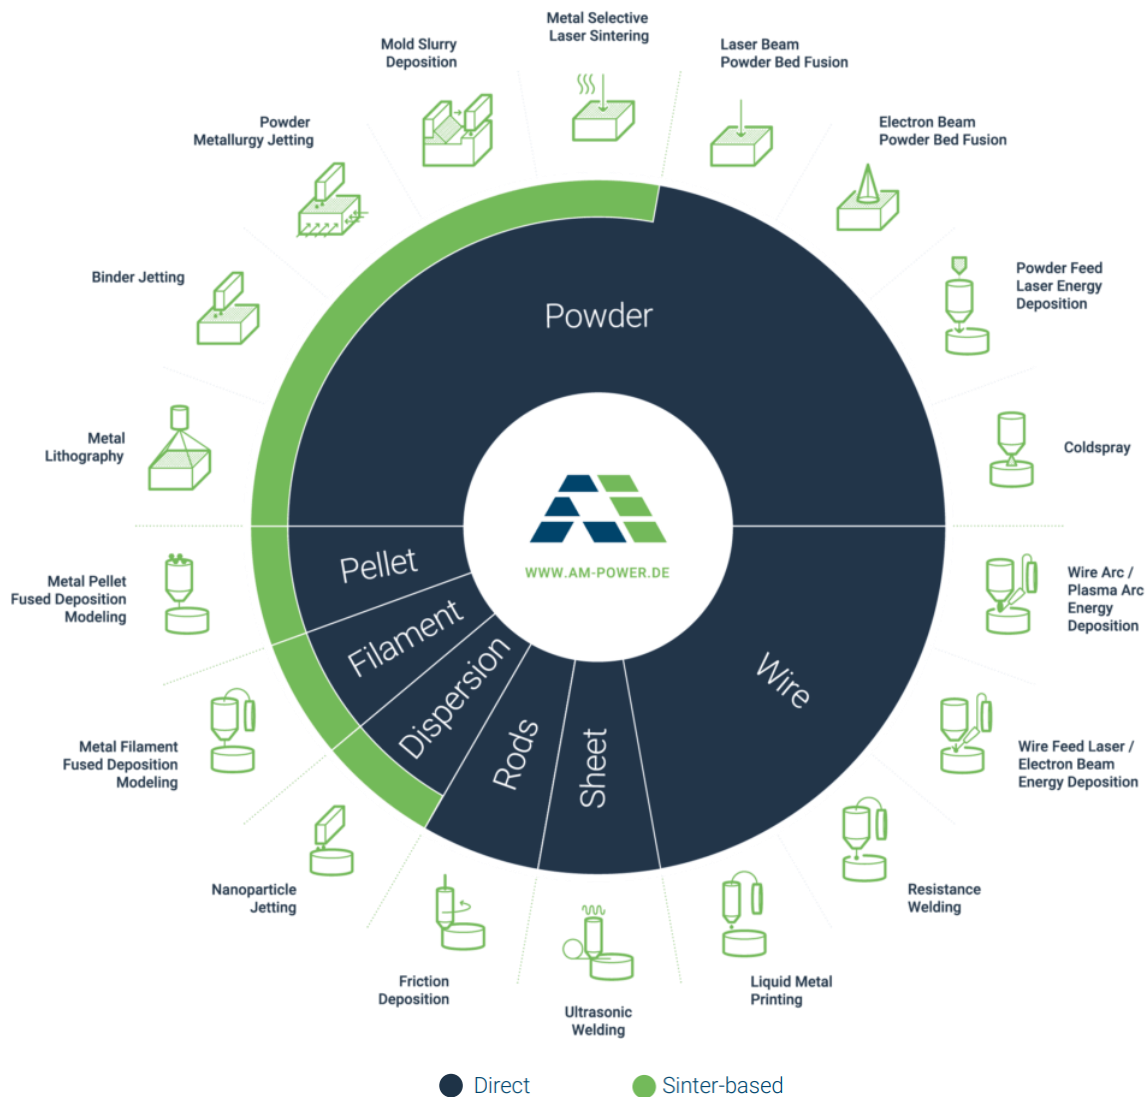 Metal Selective
Laser Sintering
Laser Beam
Powder Bed Fusion
Electron Beam
Powder Bed Fusion
Powder Feed
Laser Energy
Deposition
Coldspray
Wire Arc /
Plasma Arc
Energy
Deposition
Wire Feed Laser /
Electron Beam
Energy Deposition
Resistance
Welding
Liquid Metal
Printing
Ultrasonic
Welding
Friction
Deposition
Nanoparticle
Jetting
Metal Filament
Fused Deposition
Modeling
Metal Pellet
Fused Deposition
Modeling
Metal
Lithography
Binder Jetting
Powder
Metallurgy Jetting
Mold Slurry
Deposition
Powder
Wire
Sheet
Rods
Dispersion
Filament
Pellet
WWW.AM-POWER.DE
Direct
Sinter-based